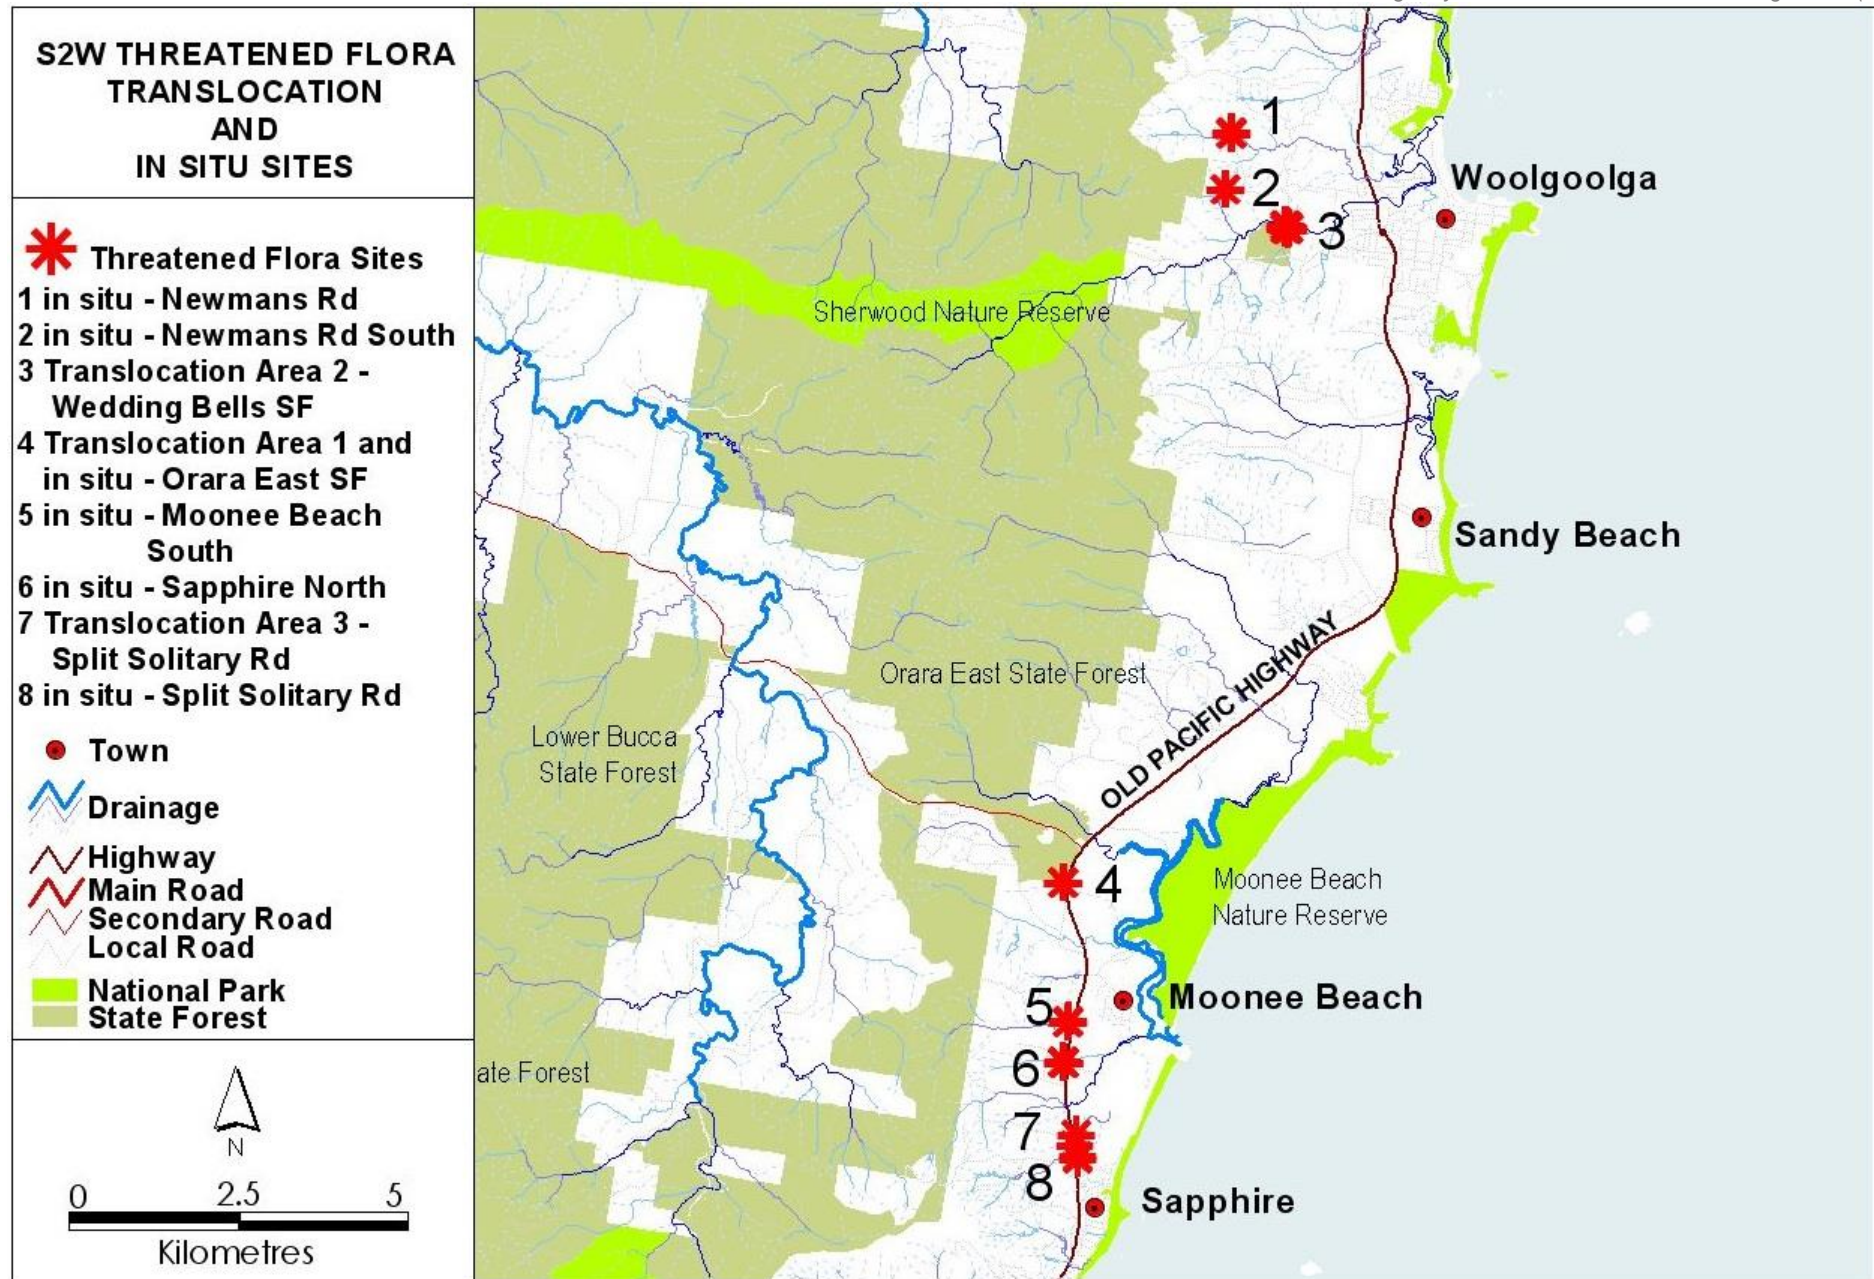 S2W THREATENED FLORA
TRANSLOCATION
AND
IN SITU SITES
Threatened Flora Sites
1 in situ - Newmans Rd
2 in situ - Newmans Rd South
3 Translocation Area 2 -
Wedding Bells SF
4 Translocation Area 1 and
in situ - Orara East SF
5 in situ - Moonee Beach
South
6 in situ - Sapphire North
7 Translocation Area 3 -
Split Solitary Rd
8 in situ - Split Solitary Rd
Town
Drainage
Highway
Main Road
Secondary Road
Local Road
National Park
State Forest
N
0 2.5 5
Kilometres
1
Woolgoolga
2
3
Sherwood Nature Reserve
Sandy Beach
OLD PACIFIC HIGHWAY
Orara East State Forest
Lower Bucca
State Forest
4
Moonee Beach
Nature Reserve
5
Moonee Beach
6
ate Forest
7
8
Sapphire